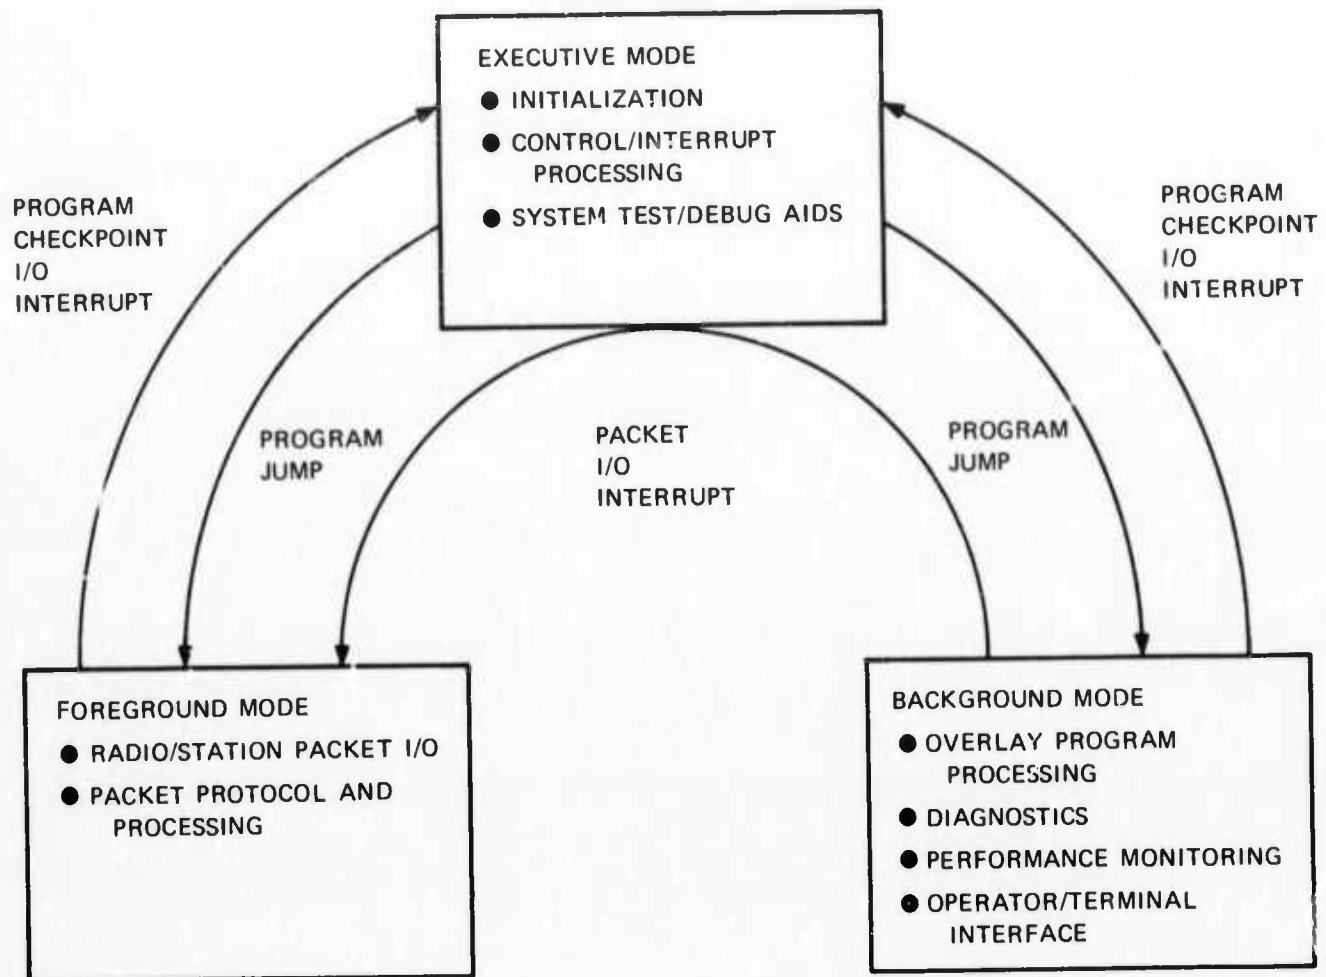 EXECUTIVE MODE
● INITIALIZATION
● CONTROL/INTERRUPT
PROCESSING
● SYSTEM TEST/DEBUG AIDS
PROGRAM
CHECKPOINT
I/O
INTERRUPT
PROGRAM
CHECKPOINT
I/O
INTERRUPT
PROGRAM
JUMP
PACKET
I/O
INTERRUPT
PROGRAM
JUMP
FOREGROUND MODE
● RADIO/STATION PACKET I/O
● PACKET PROTOCOL AND
PROCESSING
BACKGROUND MODE
● OVERLAY PROGRAM
PROCESSING
● DIAGNOSTICS
● PERFORMANCE MONITORING
● OPERATOR/TERMINAL
INTERFACE